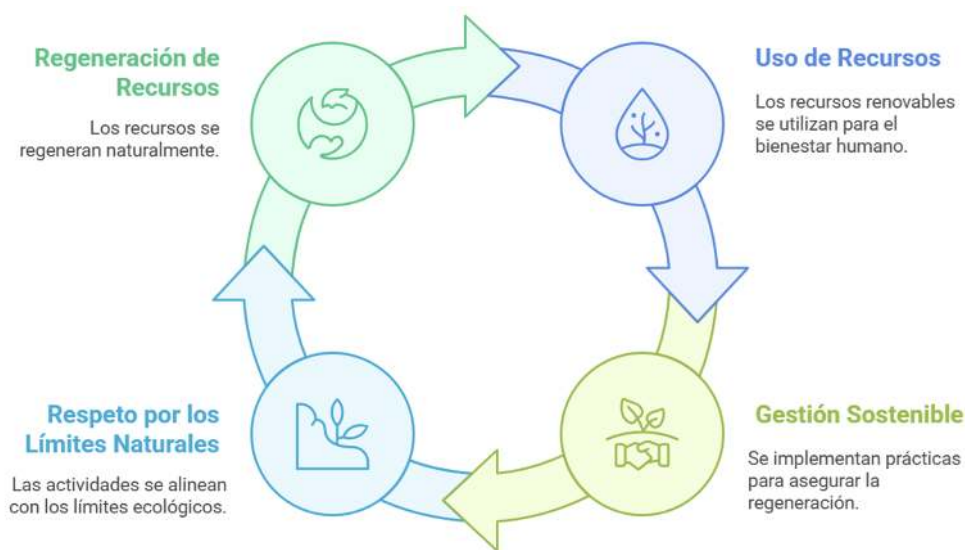 Regeneración de
Recursos
Los recursos se
regeneran naturalmente.
Uso de Recursos
Los recursos renovables
se utilizan para el
bienestar humano.
Respeto por los
Límites Naturales
Las actividades se alinean
con los límites ecológicos.
Gestión Sostenible
Se implementan prácticas
para asegurar la
regeneración.